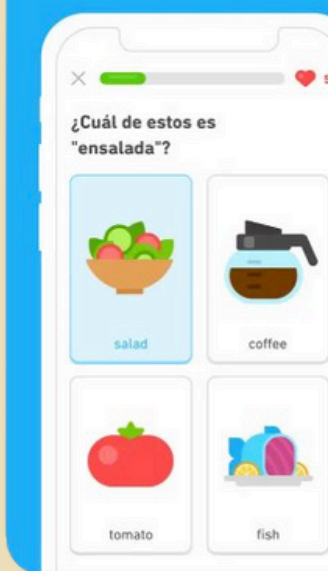 ¿Cuál de estos es
"ensalada"?
salad
coffee
tomato
fish